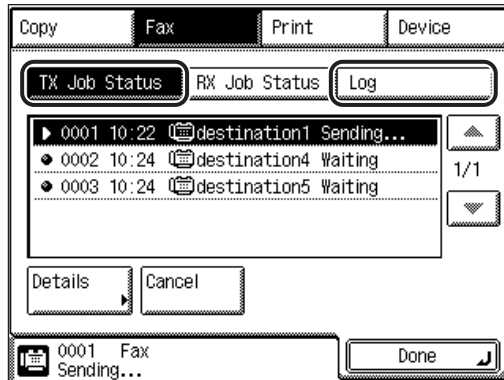 Copy Fax Print Device
TX Job Status RX Job Status Log
0001 10:22 destination1 Sending...
0002 10:24 destination4 Waiting
0003 10:24 destination5 Waiting
1/1
Details Cancel
0001 Fax
Sending...
Done